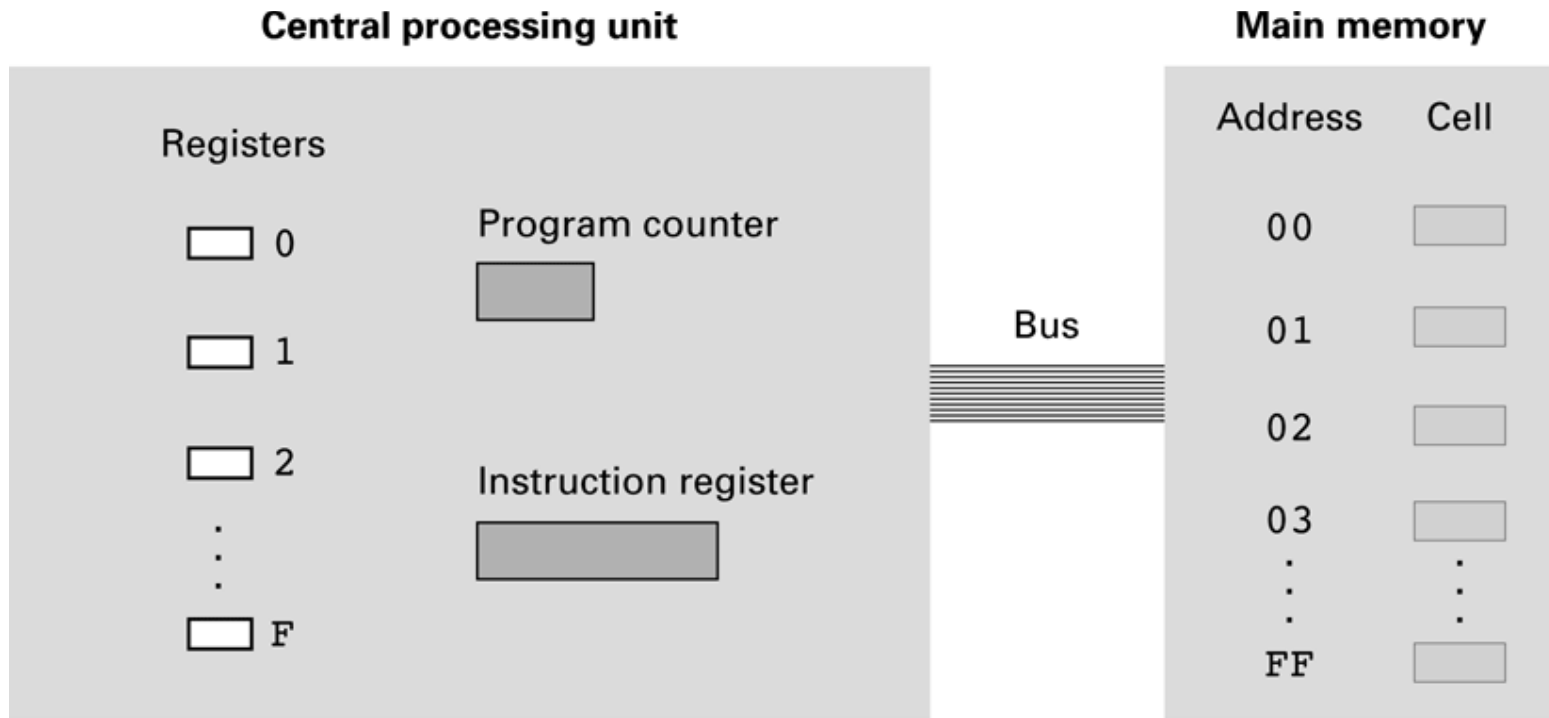 Central processing unit
Main memory
Registers
0
1
2
.
.
.
F
Program counter
Instruction register
Bus
Address Cell
00
01
02
03
. .
. .
. .
FF